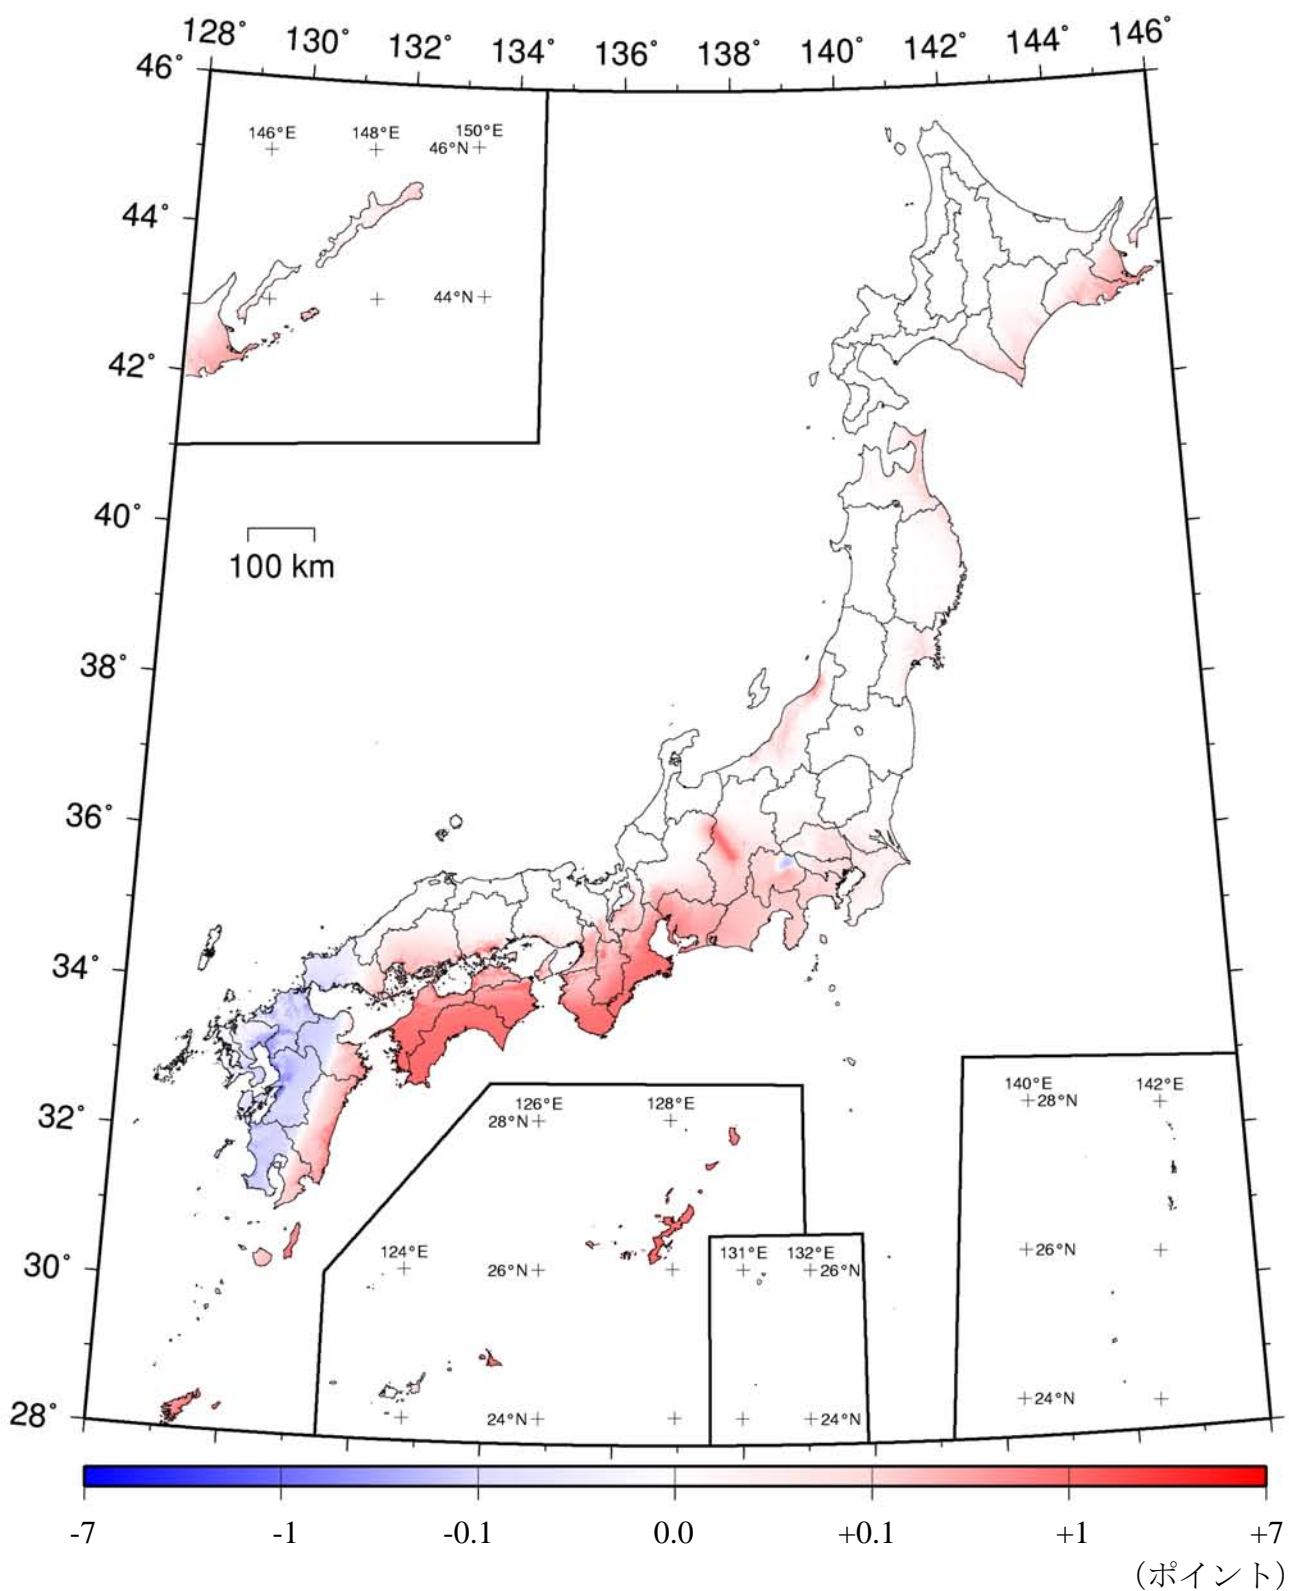 128° 130° 132° 134° 136° 138° 140° 142° 144° 146°
46°
146°E 148°E 150°E
46°N
44°
44°N
42°
40°
100 km
38°
36°
34°
32°
126°E 128°E
28°N
140°E 142°E
28°N
30°
124°E
26°N
131°E 132°E
26°N
26°N
28°
24°N
24°N
24°N
-7 -1 -0.1 0.0 +0.1 +1 +7
(ポイント)